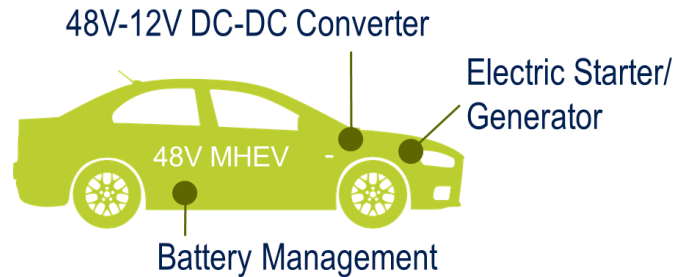 48V-12V DC-DC Converter
Electric Starter/
Generator
48V MHEV
Battery Management